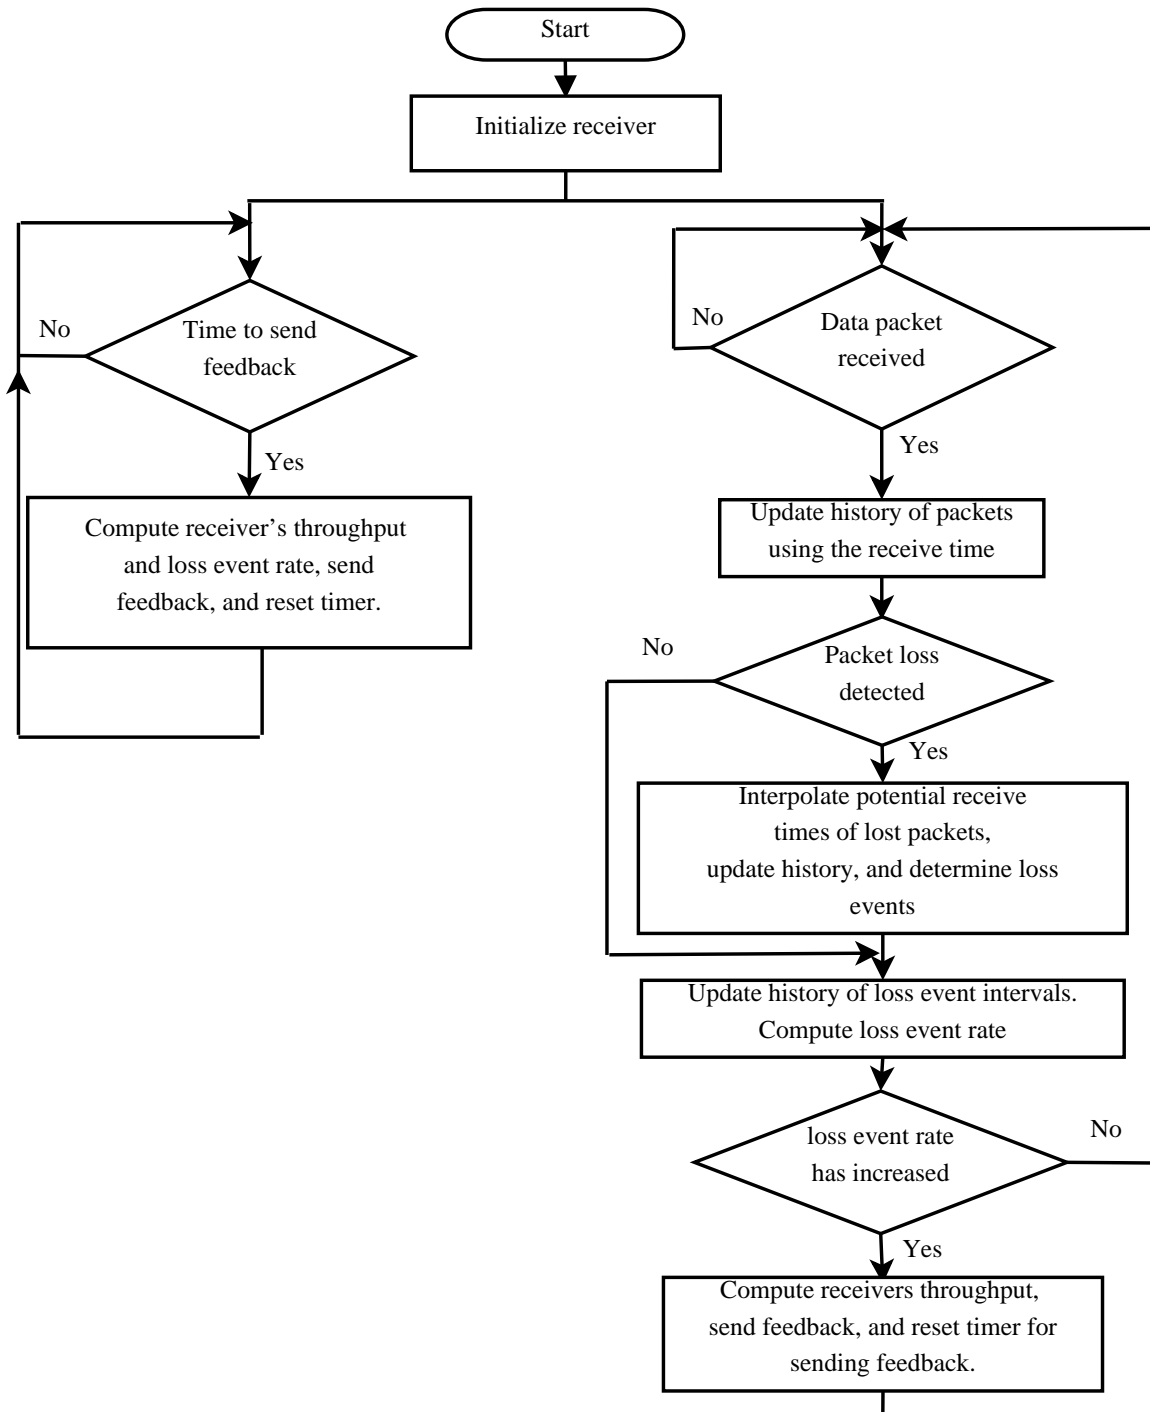 Start
Initialize receiver
No
Time to send
feedback
Yes
Compute receiver’s throughput
and loss event rate, send
feedback, and reset timer.
No
Data packet
received
Yes
Update history of packets
using the receive time
No
Packet loss
detected
Yes
Interpolate potential receive
times of lost packets,
update history, and determine loss
events
Update history of loss event intervals.
Compute loss event rate
loss event rate
has increased
No
Yes
Compute receivers throughput,
send feedback, and reset timer for
sending feedback.